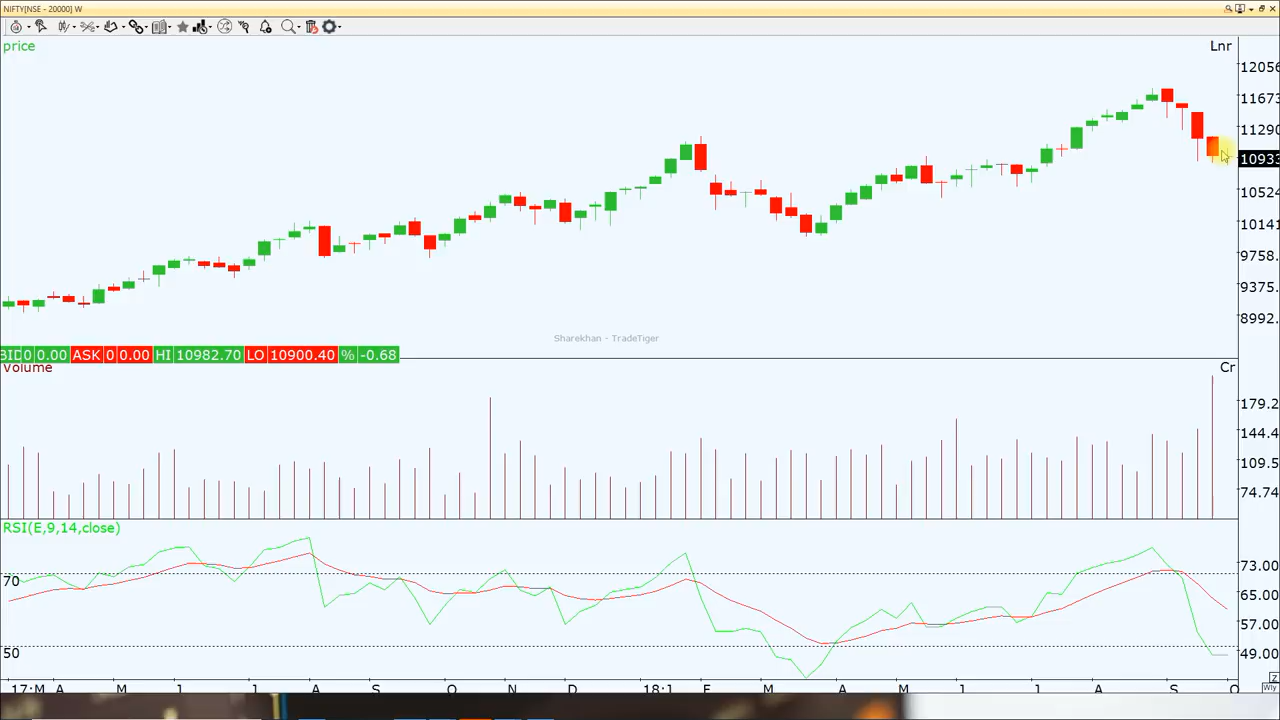 NIFTY[NSE - 20000] W
price
Lnr
12056
11673
11290
10933
10524
10141
9758.
9375.
8992.
Sharekhan - TradeTiger
BID 0 0.00 ASK 0 0.00 HI 10982.70 LO 10900.40 % -0.68
volume
Cr
179.2
144.4
109.5
74.74
RSI(E,9,14,close)
70
50
73.00
65.00
57.00
49.00
17:M A M J J A S O N D 18:J F M A M J J A S O
Wly